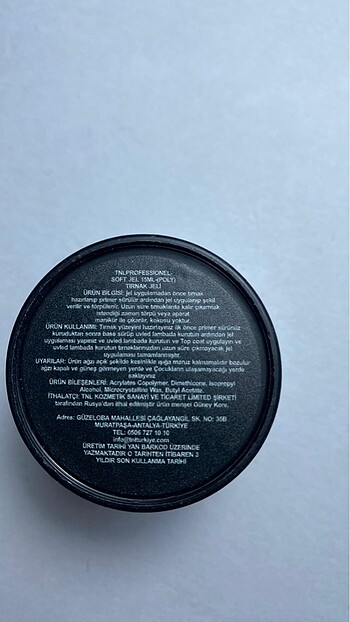 TNLPROFESSIONEL
SOFT JEL 15ML-(POLY)
TIRNAK JELİ
ÜRÜN BİLGİSİ: jel uygulamadan önce tırnak
hazırlanıp primer sürülür ardından jel uygulanıp şekil
verilir ve törpülenir. Uzun süre tırnaklarda kalır çıkarmak
istendiği zaman törpü veya aparat
manikür ile çıkarılır, kokusu yoktur.
ÜRÜN KULLANIMI: Tırnak yüzeyini hazırlayınız ilk önce primer sürünüz
kuruduktan sonra base sürüp uvled lambada kurutun ardından jel
uygulaması yapınız ve uvled lambada kurutun ve Top coat uygulayın ve
uvled lambada kurutun tırnaklarınızdan uzun süre çıkmayacak jel
uygulaması tamamlanmıştır.
UYARILAR: Ürün ağzı açık şekilde kesinlikle ışığa maruz kalmamalıdır bozulur
ağzı kapalı ve güneş görmeyen yerde ve Çocukların ulaşamayacağı yerde
saklayınız
ÜRÜN BİLEŞENLERİ: Acrylates Copolymer, Dimethicone, Isopropyl
Alcohol, Microcrystalline Wax, Butyl Acetate.
İTHALATÇI: TNL KOZMETİK SANAYİ VE TİCARET LİMİTED ŞİRKETİ
tarafından Rusya'dan ithal edilmiştir ürün menşei Güney Kore.
Adres: GÜZELOBA MAHALLESİ ÇAĞLAYANGİL SK. NO: 35B
MURATPAŞA-ANTALYA-TÜRKİYE
TEL: 0506 727 10 10
info@tnlturkiye.com
ÜRETİM TARİHİ YAN BARKOD ÜZERİNDE
YAZMAKTADIR O TARİHTEN İTİBAREN 3
YILDIR SON KULLANMA TARİHİ